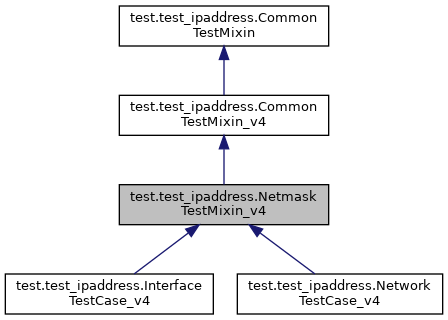 test.test_ipaddress.Common
TestMixin
test.test_ipaddress.Common
TestMixin_v4
test.test_ipaddress.Netmask
TestMixin_v4
test.test_ipaddress.Interface
TestCase_v4
test.test_ipaddress.Network
TestCase_v4